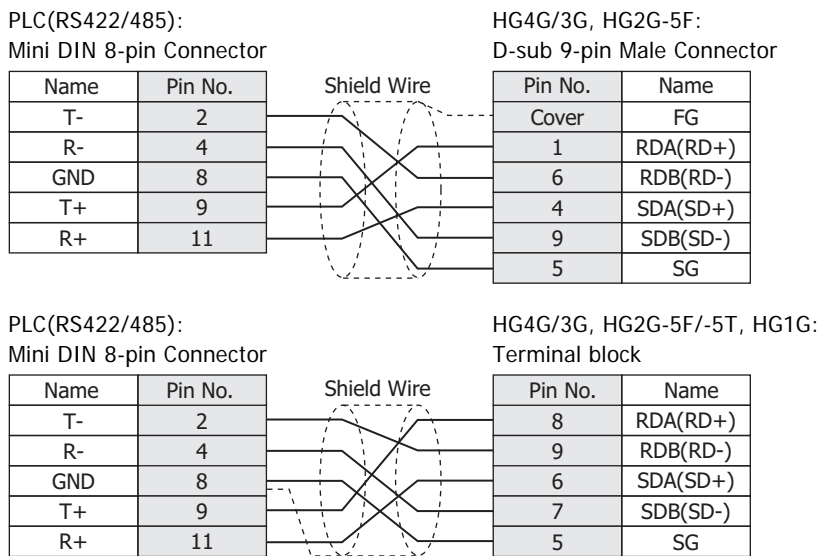 PLC(RS422/485): HG4G/3G, HG2G-5F:
Mini DIN 8-pin Connector D-sub 9-pin Male Connector
Name Pin No. Shield Wire Pin No. Name
T- 2 Cover FG
R- 4 1 RDA(RD+)
GND 8 6 RDB(RD-)
T+ 9 4 SDA(SD+)
R+ 11 9 SDB(SD-)
5 SG
PLC(RS422/485): HG4G/3G, HG2G-5F/-5T, HG1G:
Mini DIN 8-pin Connector Terminal block
Name Pin No. Shield Wire Pin No. Name
T- 2 8 RDA(RD+)
R- 4 9 RDB(RD-)
GND 8 6 SDA(SD+)
T+ 9 7 SDB(SD-)
R+ 11 5 SG